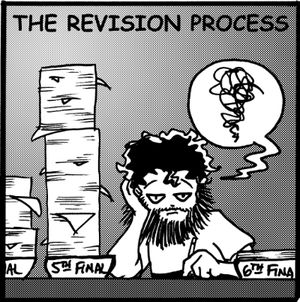 THE REVISION PROCESS
AL
5TH FINAL
6TH FINA